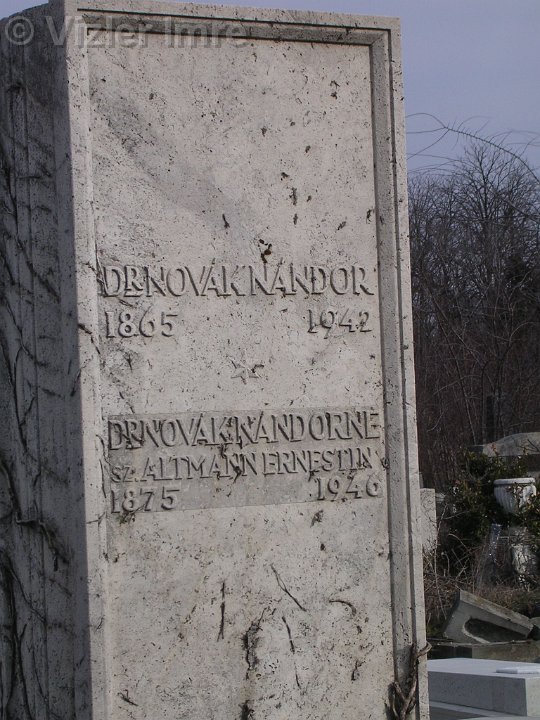 © Vizler Imre
DR NOVÁK NÁNDOR
1865 1942
DR NOVÁK NÁNDORNÉ
SZ. ALTMANN ERNESTIN
1875 1946